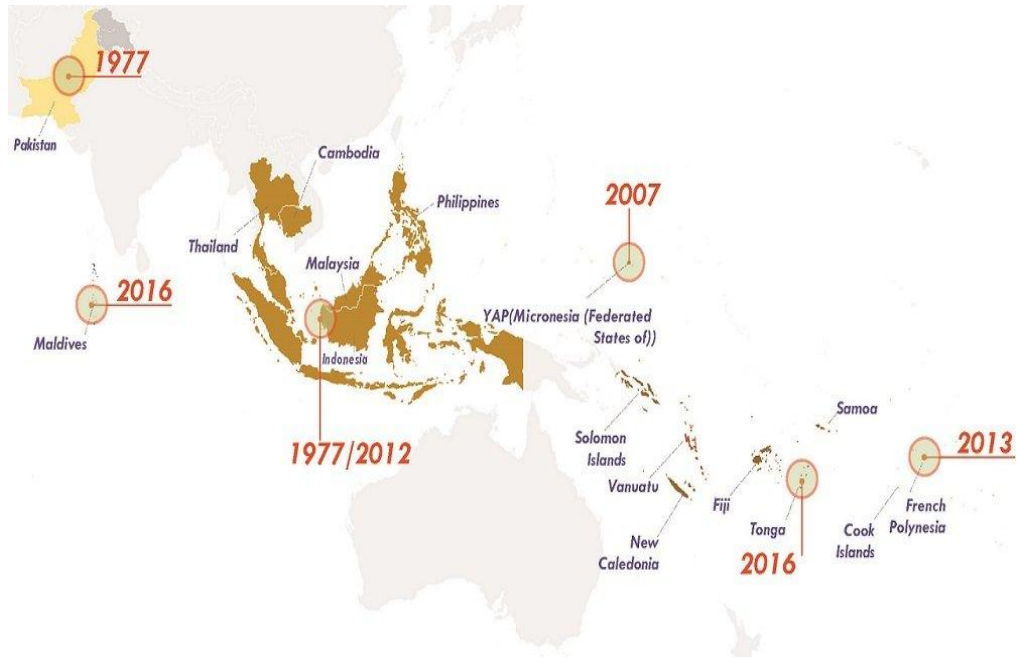 1977
Pakistan
Cambodia
Philippines
Thailand
Malaysia
2007
2016
Maldives
YAP(Micronesia (Federated
States of))
Indonesia
Samoa
Solomon
Islands
1977/2012
2013
Vanuatu
Fiji
Tonga
Cook
Islands
French
Polynesia
New
Caledonia
2016